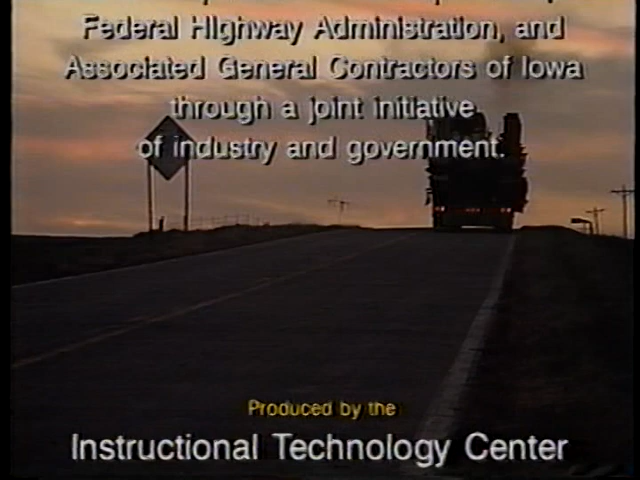 Federal HIghway Administration, and
Associated General Contractors of Iowa
through a joint initiative
of industry and government.
Produced by the
Instructional Technology Center